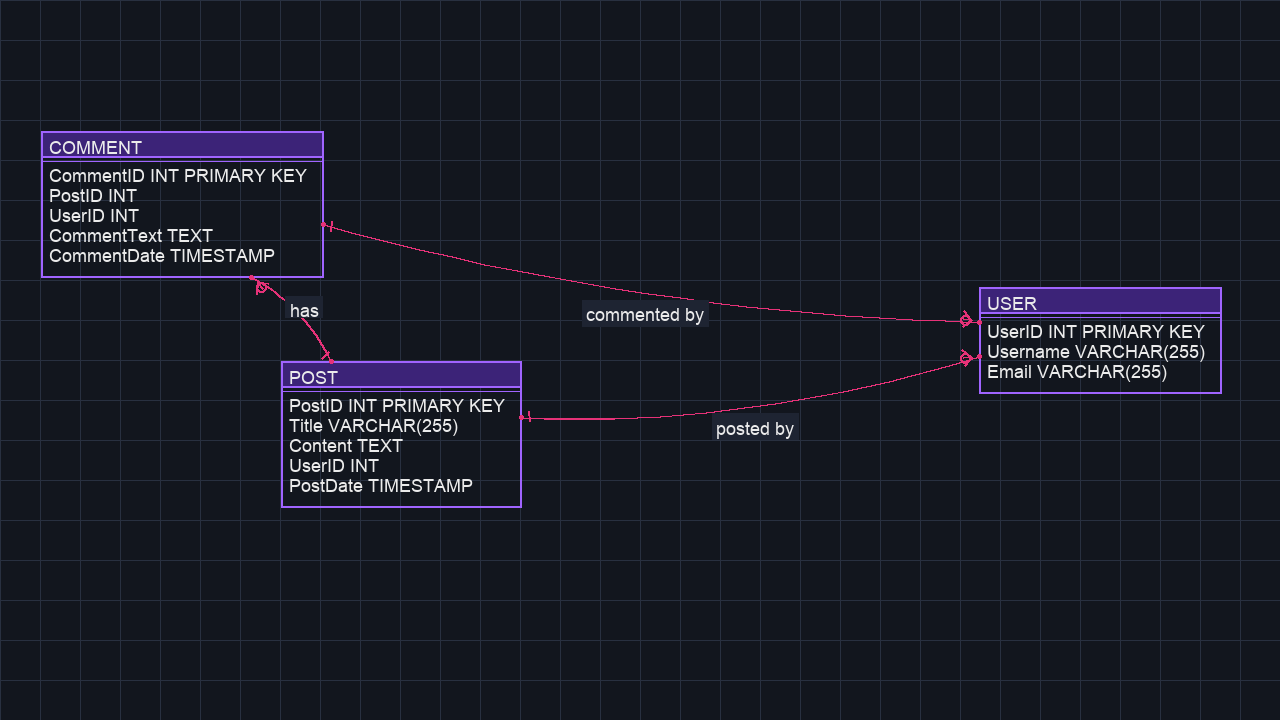 COMMENT
CommentID INT PRIMARY KEY
PostID INT
UserID INT
CommentText TEXT
CommentDate TIMESTAMP
has
commented by
USER
UserID INT PRIMARY KEY
Username VARCHAR(255)
Email VARCHAR(255)
POST
PostID INT PRIMARY KEY
Title VARCHAR(255)
Content TEXT
UserID INT
PostDate TIMESTAMP
posted by